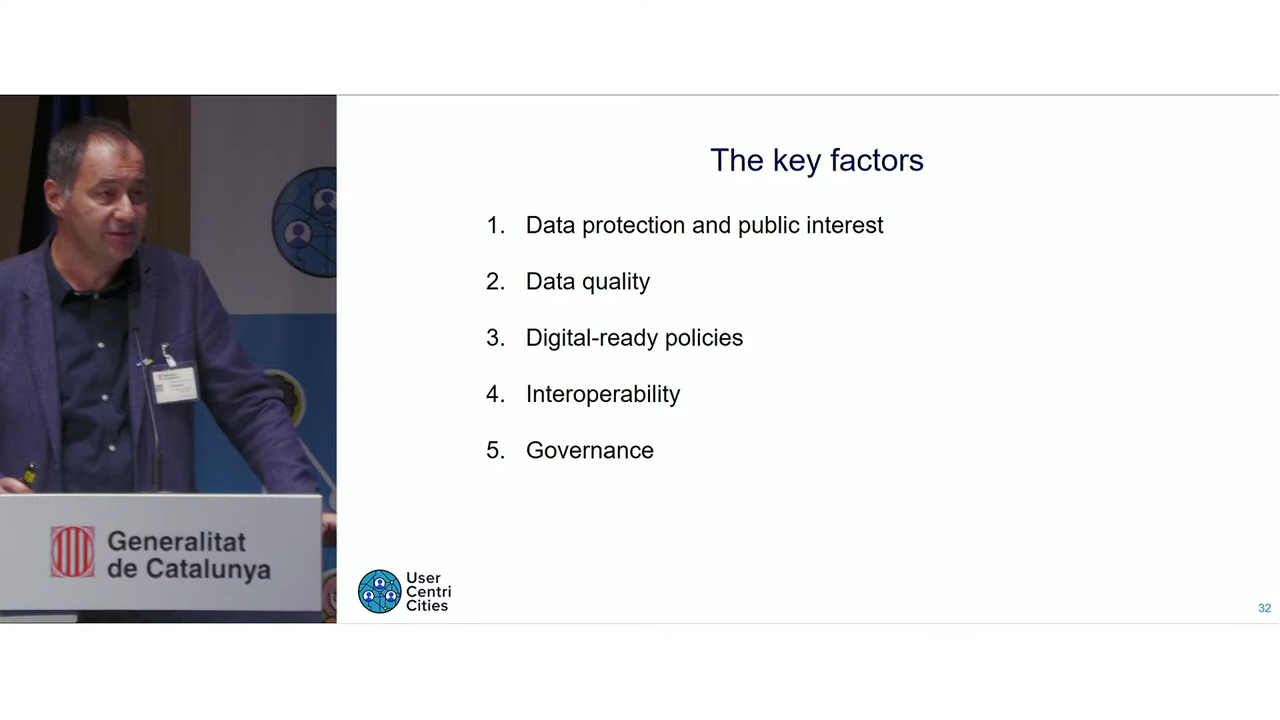 The key factors
1. Data protection and public interest
2. Data quality
3. Digital-ready policies
4. Interoperability
5. Governance
Generalitat
de Catalunya
User
Centri
Cities
32